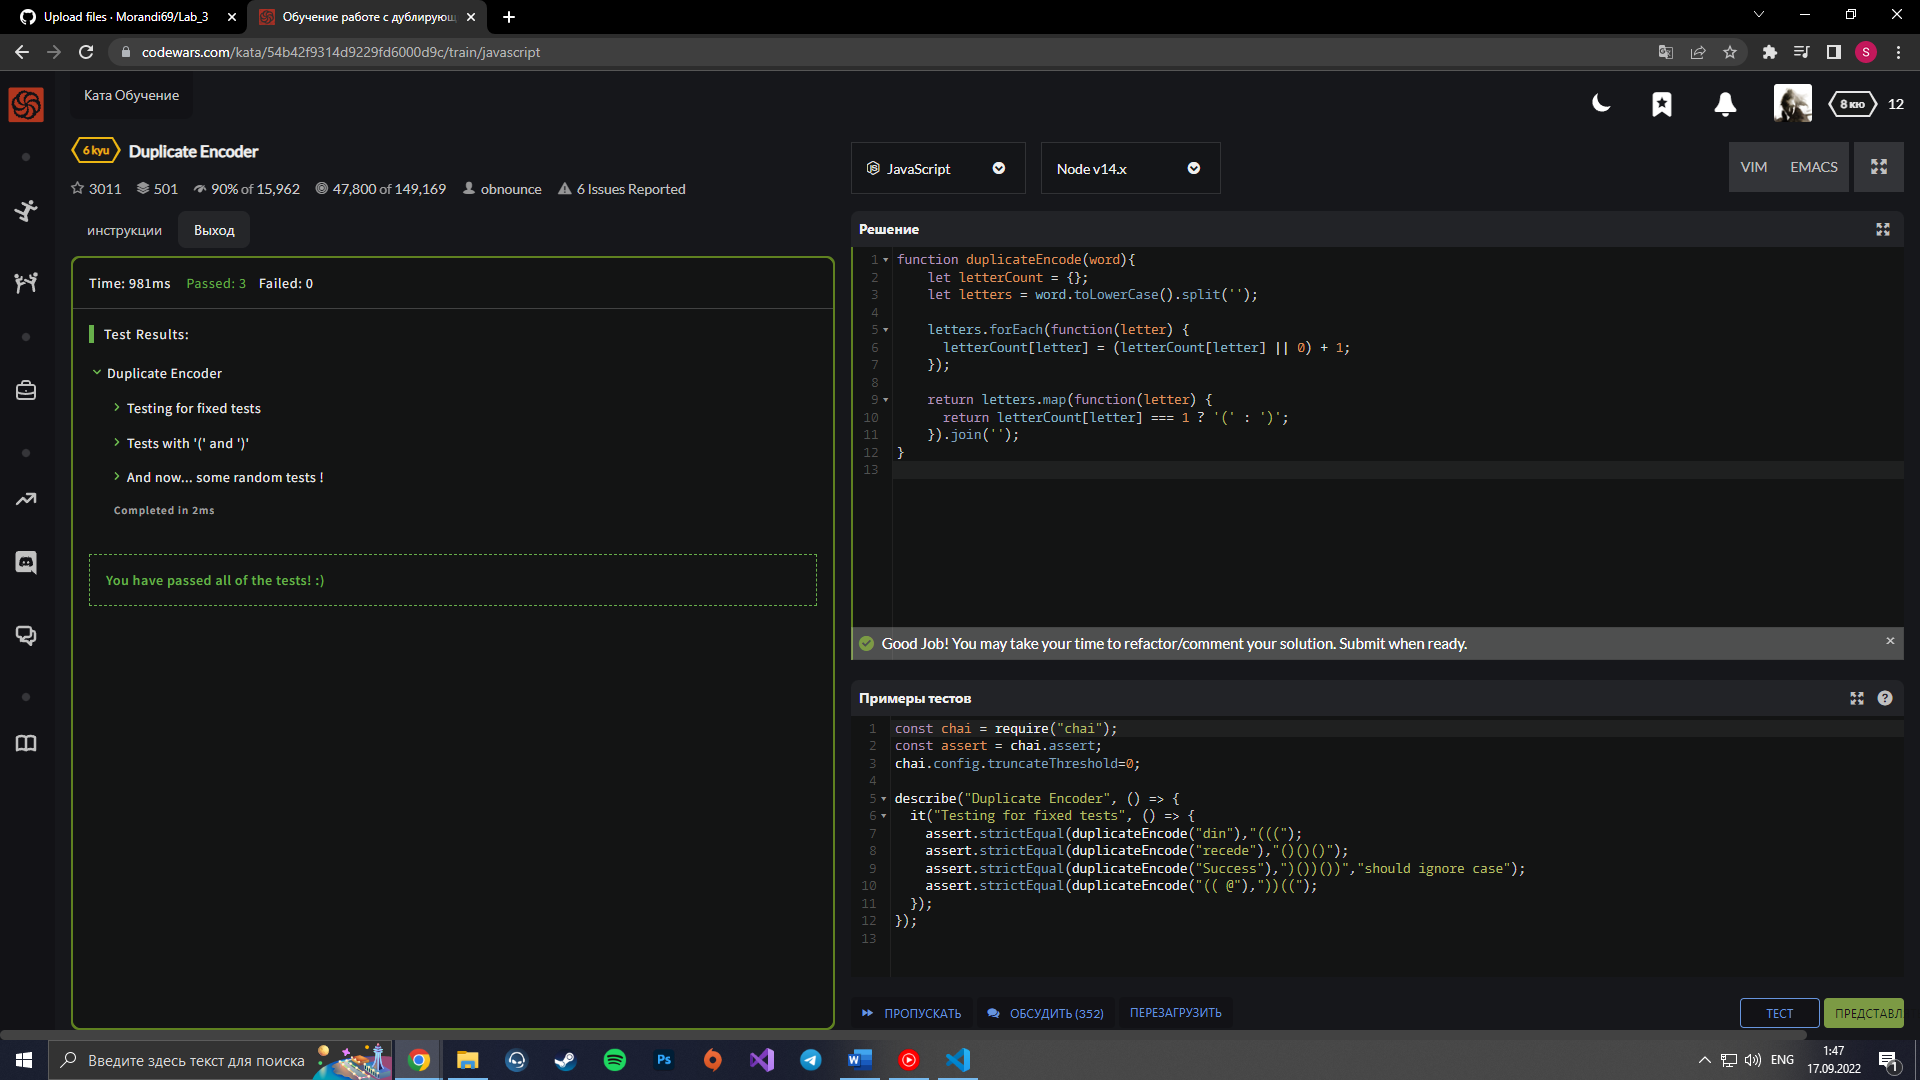 Upload files · Morandi69/Lab_3
Обучение работе с дублирующ
codewars.com/kata/54b42f9314d9229fd6000d9c/train/javascript
S
Ката Обучение
8 кю 12
6 kyu Duplicate Encoder
3011 501 90% of 15,962 47,800 of 149,169 obnounce 6 Issues Reported
инструкции Выход
Time: 981ms Passed: 3 Failed: 0
Test Results:
Duplicate Encoder
Testing for fixed tests
Tests with '(' and ')'
And now... some random tests !
Completed in 2ms
You have passed all of the tests! :)
JavaScript Node v14.x VIM EMACS
Решение
1 function duplicateEncode(word){
2 let letterCount = {};
3 let letters = word.toLowerCase().split('');
4
5 letters.forEach(function(letter) {
6 letterCount[letter] = (letterCount[letter] || 0) + 1;
7 });
8
9 return letters.map(function(letter) {
10 return letterCount[letter] === 1 ? '(' : ')';
11 }).join('');
12 }
13
Good Job! You may take your time to refactor/comment your solution. Submit when ready.
Примеры тестов
1 const chai = require("chai");
2 const assert = chai.assert;
3 chai.config.truncateThreshold=0;
4
5 describe("Duplicate Encoder", () => {
6 it("Testing for fixed tests", () => {
7 assert.strictEqual(duplicateEncode("din"),"(((");
8 assert.strictEqual(duplicateEncode("recede"),"()()()");
9 assert.strictEqual(duplicateEncode("Success"),")())())","should ignore case");
10 assert.strictEqual(duplicateEncode("(( @"),"))((");
11 });
12 });
13
ПРОПУСКАТЬ ОБСУДИТЬ (352) ПЕРЕЗАГРУЗИТЬ ТЕСТ ПРЕДСТАВЛ
Введите здесь текст для поиска
Ps
W
ENG
1:47
17.09.2022
1